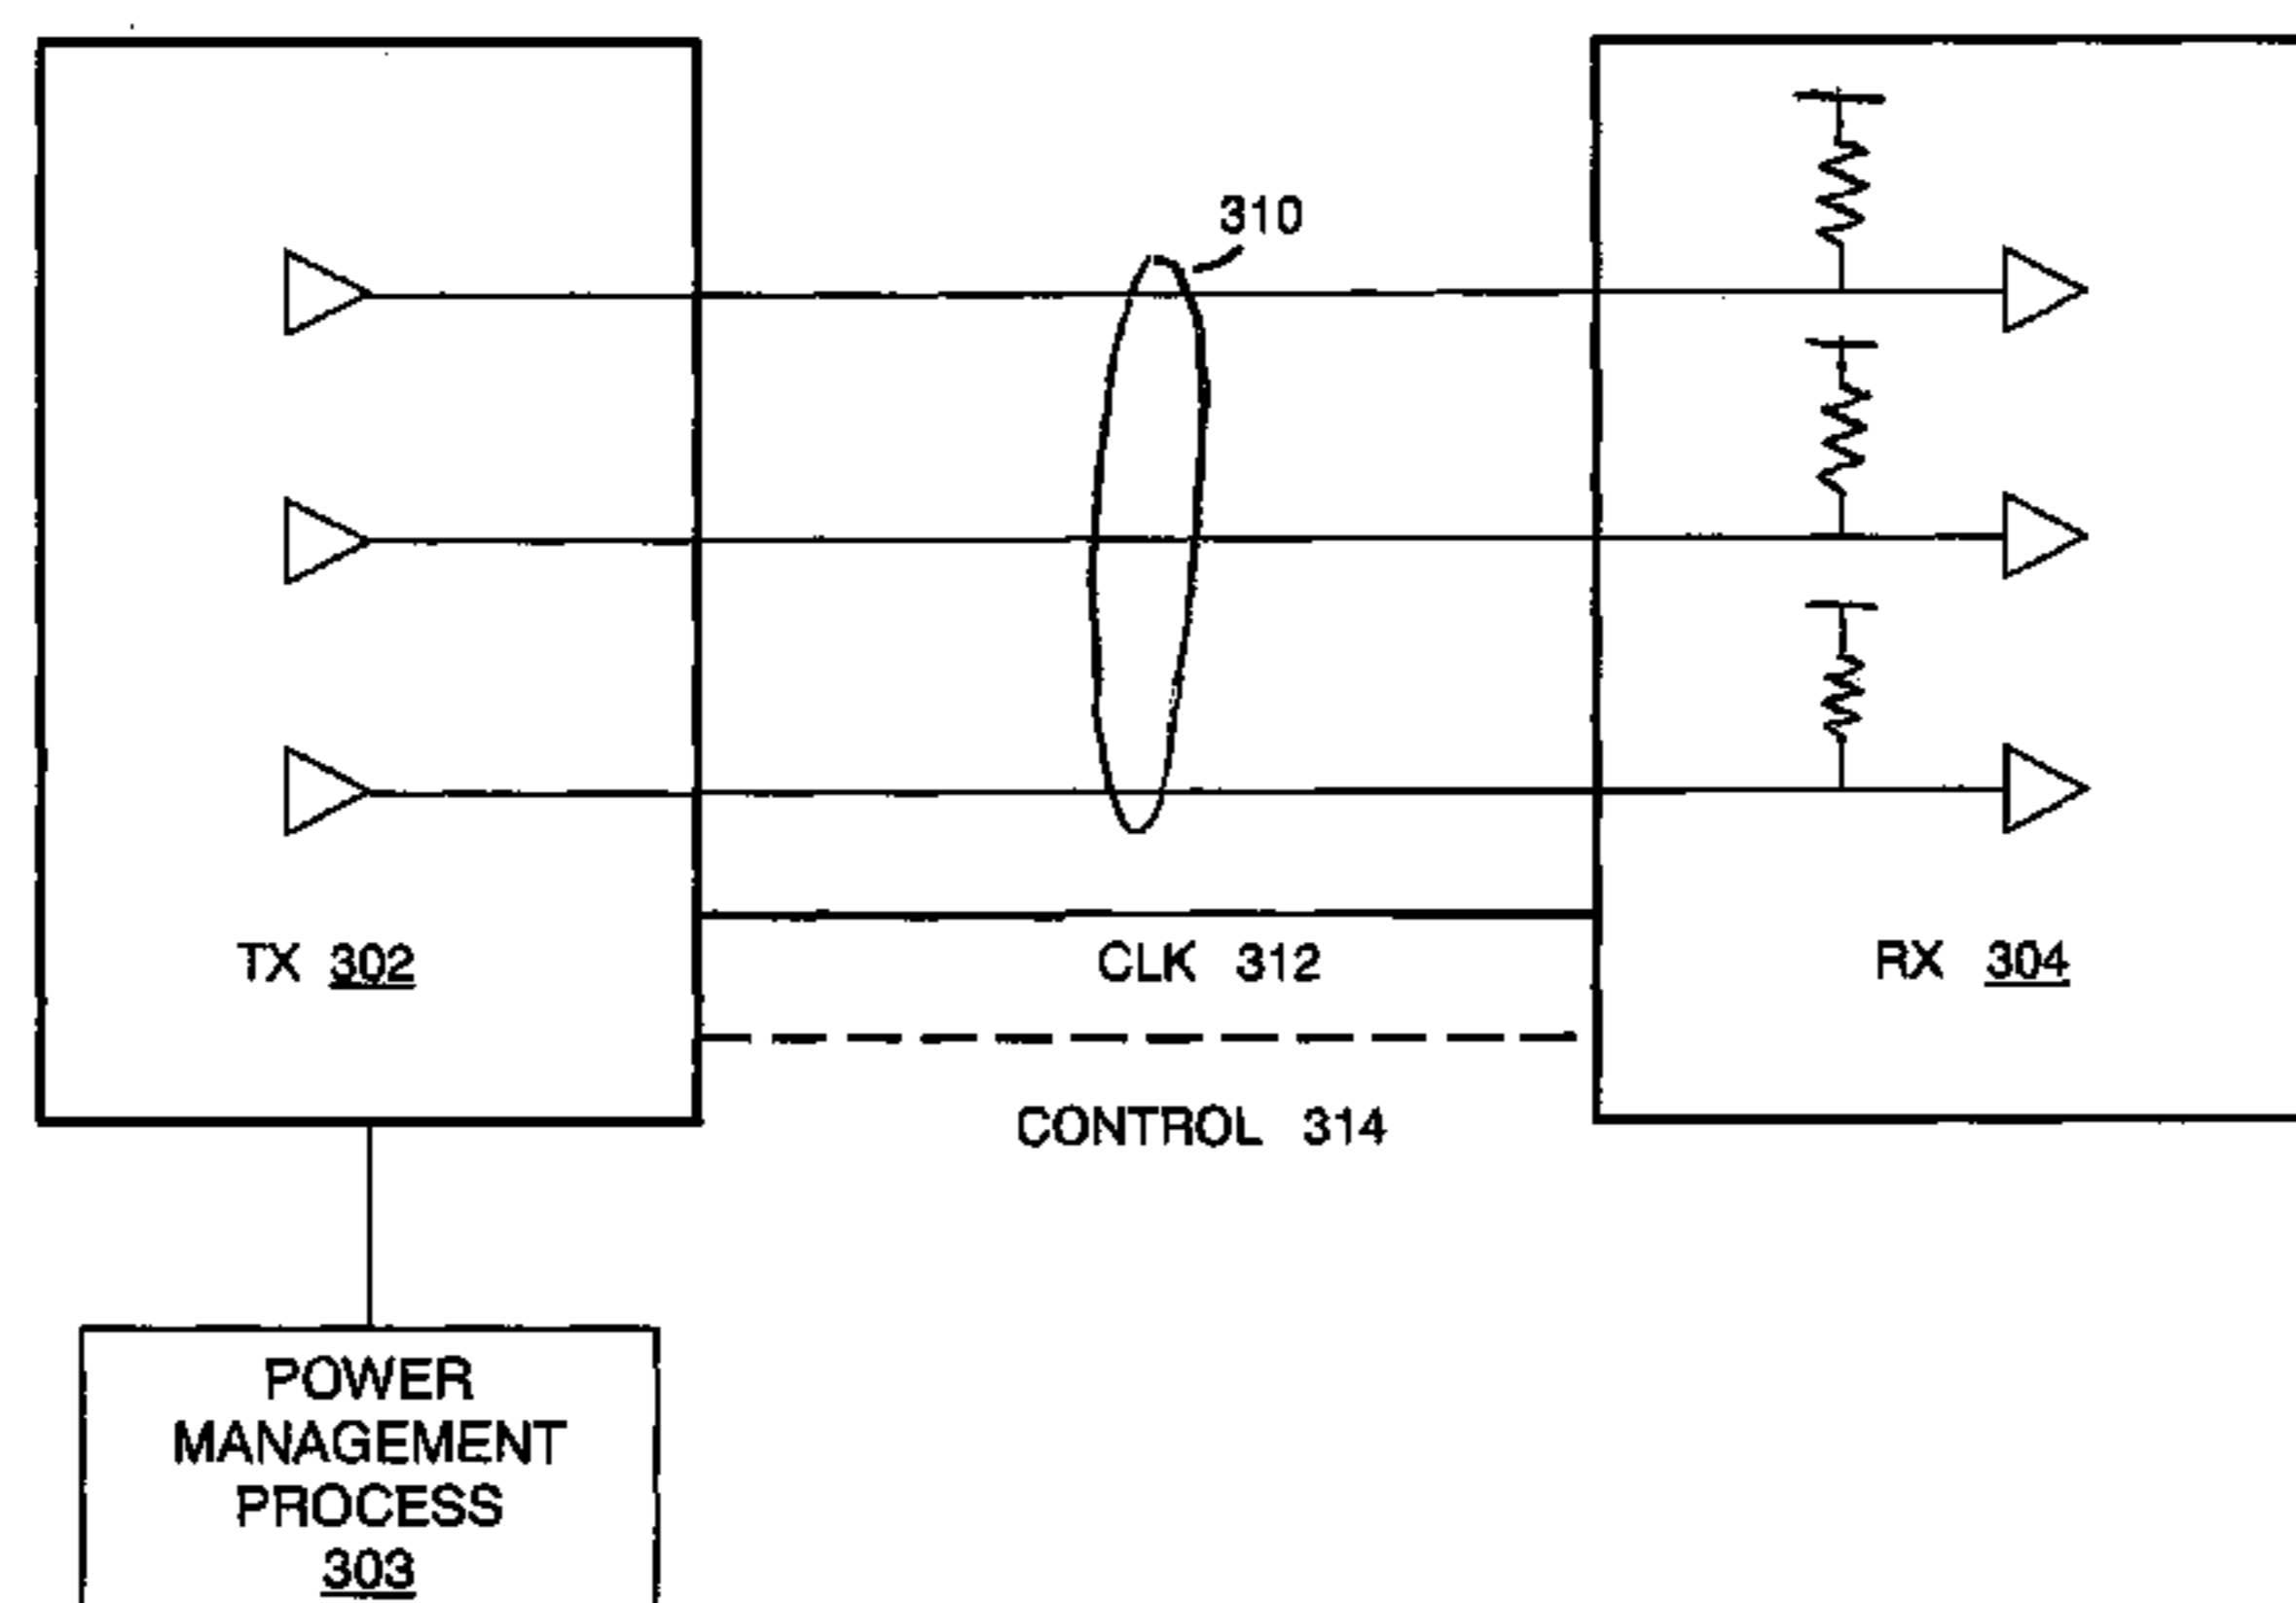 310
TX 302
CLK 312
RX 304
CONTROL 314
POWER
MANAGEMENT
PROCESS
303